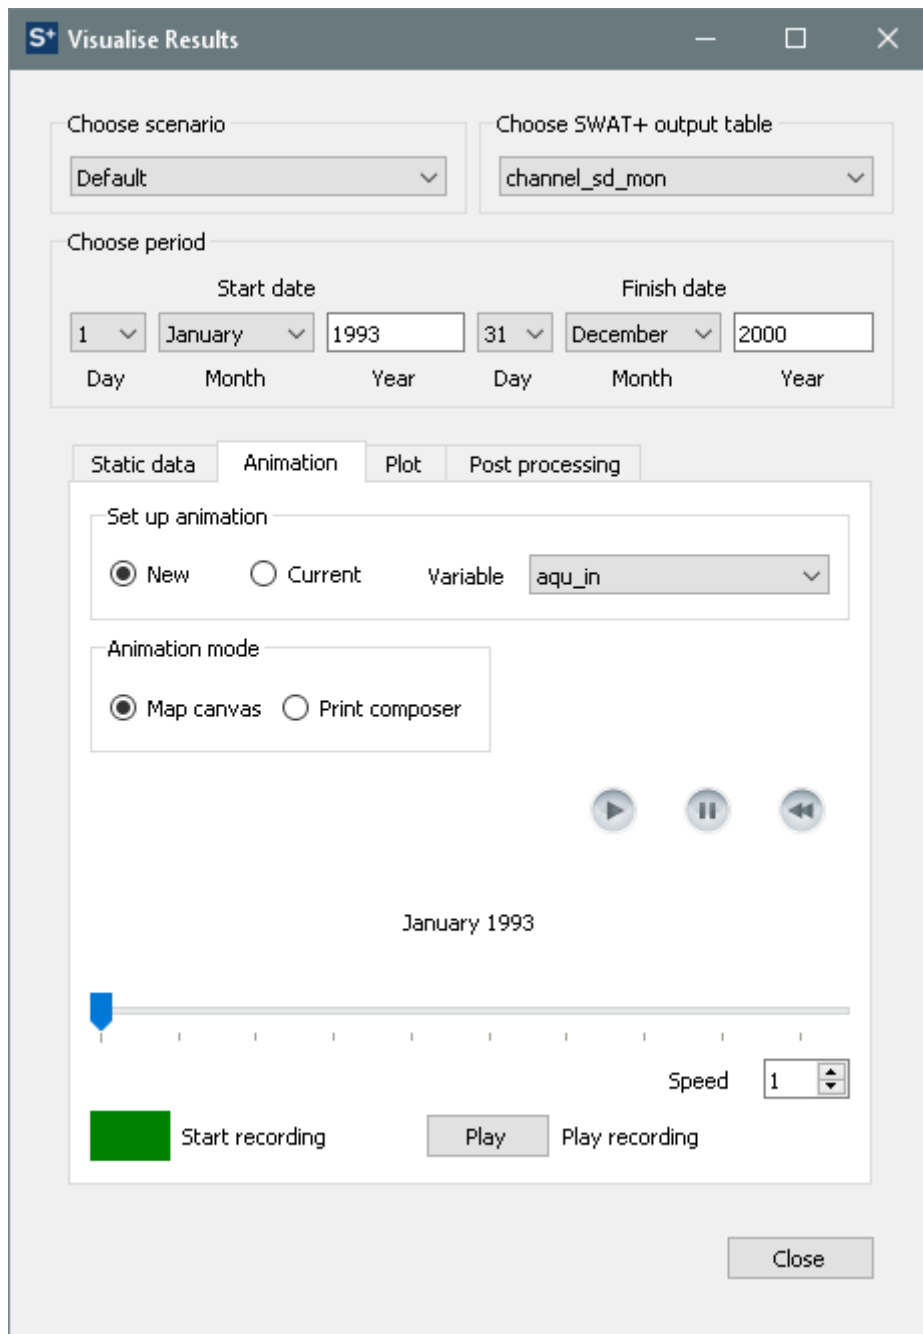 S+ Visualise Results
Choose scenario
Choose SWAT+ output table
Default
channel_sd_mon
Choose period
Start date
Finish date
1 January 1993 31 December 2000
Day Month Year Day Month Year
Static data Animation Plot Post processing
Set up animation
New Current Variable aqu_in
Animation mode
Map canvas Print composer
January 1993
Speed 1
Start recording Play Play recording
Close